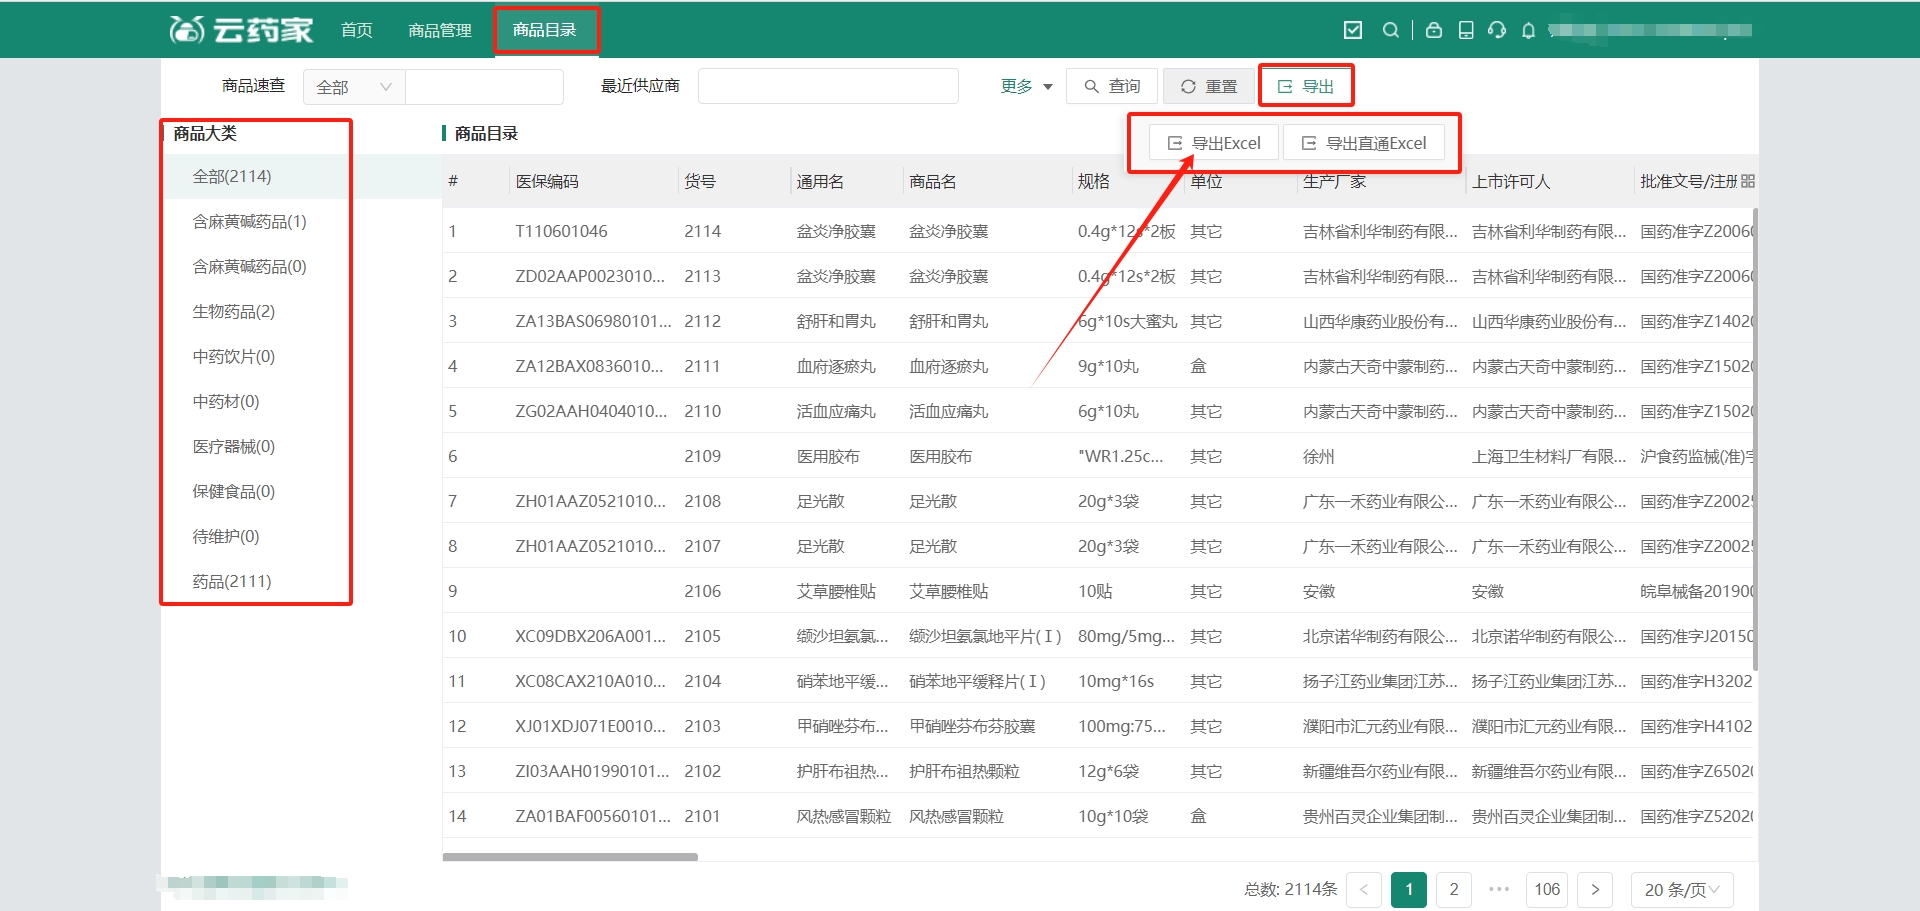 云药家 首页 商品管理 商品目录
商品速查 全部 最近供应商 更多 查询 重置 导出
商品大类
全部(2114)
含麻黄碱药品(1)
含麻黄碱药品(0)
生物药品(2)
中药饮片(0)
中药材(0)
医疗器械(0)
保健食品(0)
待维护(0)
药品(2111)
商品目录 导出Excel 导出直通Excel
# 医保编码 货号 通用名 商品名 规格 单位 生产厂家 上市许可人 批准文号/注册
1 T110601046 2114 盆炎净胶囊 盆炎净胶囊 0.4g*12s*2板 其它 吉林省利华制药有限... 吉林省利华制药有限... 国药准字Z2006
2 ZD02AAP0023010... 2113 盆炎净胶囊 盆炎净胶囊 0.4g*12s*2板 其它 吉林省利华制药有限... 吉林省利华制药有限... 国药准字Z2006
3 ZA13BAS06980101... 2112 舒肝和胃丸 舒肝和胃丸 6g*10s大蜜丸 其它 山西华康药业股份有... 山西华康药业股份有... 国药准字Z1402
4 ZA12BAX0836010... 2111 血府逐瘀丸 血府逐瘀丸 9g*10丸 盒 内蒙古天奇中蒙制药... 内蒙古天奇中蒙制药... 国药准字Z1502
5 ZG02AAH0404010... 2110 活血应痛丸 活血应痛丸 6g*10丸 其它 内蒙古天奇中蒙制药... 内蒙古天奇中蒙制药... 国药准字Z1502
6 2109 医用胶布 医用胶布 "WR1.25c... 其它 徐州 上海卫生材料厂有限... 沪食药监械(准)字
7 ZH01AAZ0521010... 2108 足光散 足光散 20g*3袋 其它 广东一禾药业有限公... 广东一禾药业有限公... 国药准字Z2002
8 ZH01AAZ0521010... 2107 足光散 足光散 20g*3袋 其它 广东一禾药业有限公... 广东一禾药业有限公... 国药准字Z2002
9 2106 艾草腰椎贴 艾草腰椎贴 10贴 其它 安徽 安徽 皖阜械备20190
10 XC09DBX206A001... 2105 缬沙坦氨氯... 缬沙坦氨氯地平片(Ⅰ) 80mg/5mg... 其它 北京诺华制药有限公... 北京诺华制药有限公... 国药准字J2015
11 XC08CAX210A010... 2104 硝苯地平缓... 硝苯地平缓释片(Ⅰ) 10mg*16s 其它 扬子江药业集团江苏... 扬子江药业集团江苏... 国药准字H3202
12 XJ01XDJ071E0010... 2103 甲硝唑芬布... 甲硝唑芬布芬胶囊 100mg:75... 其它 濮阳市汇元药业有限... 濮阳市汇元药业有限... 国药准字H4102
13 ZI03AAH01990101... 2102 护肝布祖热... 护肝布祖热颗粒 12g*6袋 其它 新疆维吾尔药业有限... 新疆维吾尔药业有限... 国药准字Z6502
14 ZA01BAF00560101... 2101 风热感冒颗粒 风热感冒颗粒 10g*10袋 盒 贵州百灵企业集团制... 贵州百灵企业集团制... 国药准字Z5202
总数: 2114条 < 1 2 ••• 106 > 20 条/页